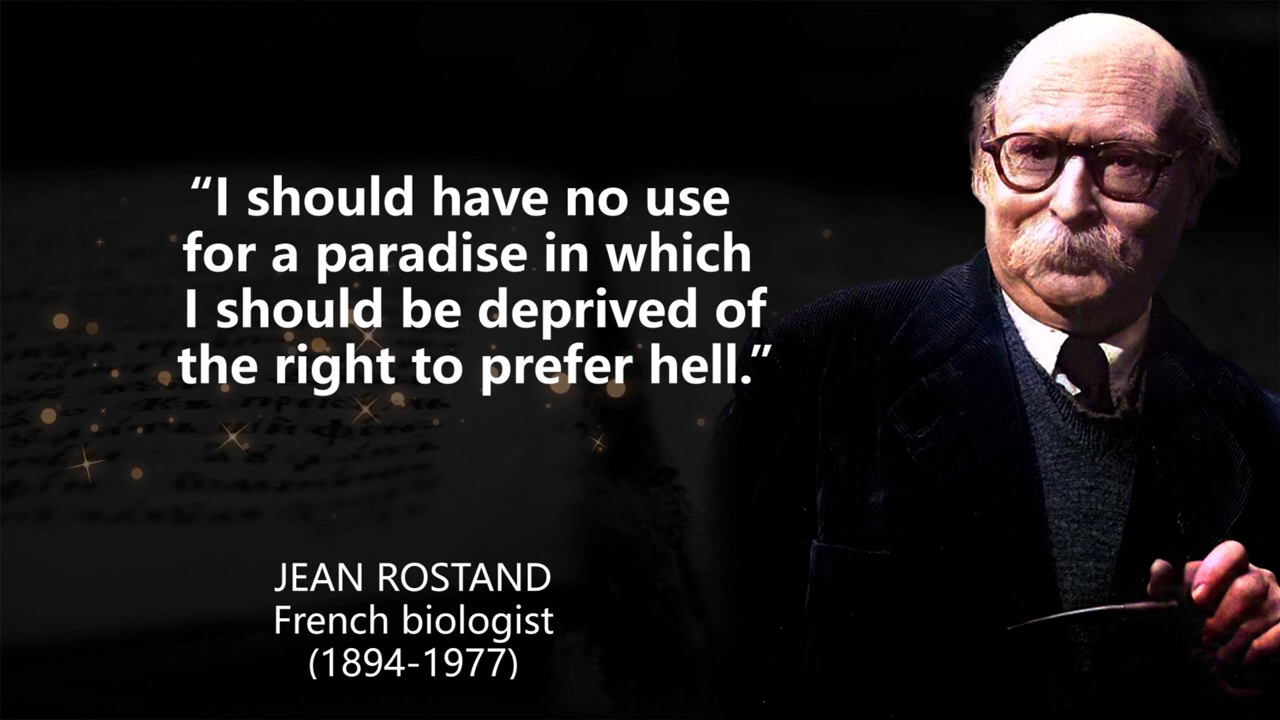 “I should have no use
for a paradise in which
I should be deprived of
the right to prefer hell.”
JEAN ROSTAND
French biologist
(1894-1977)